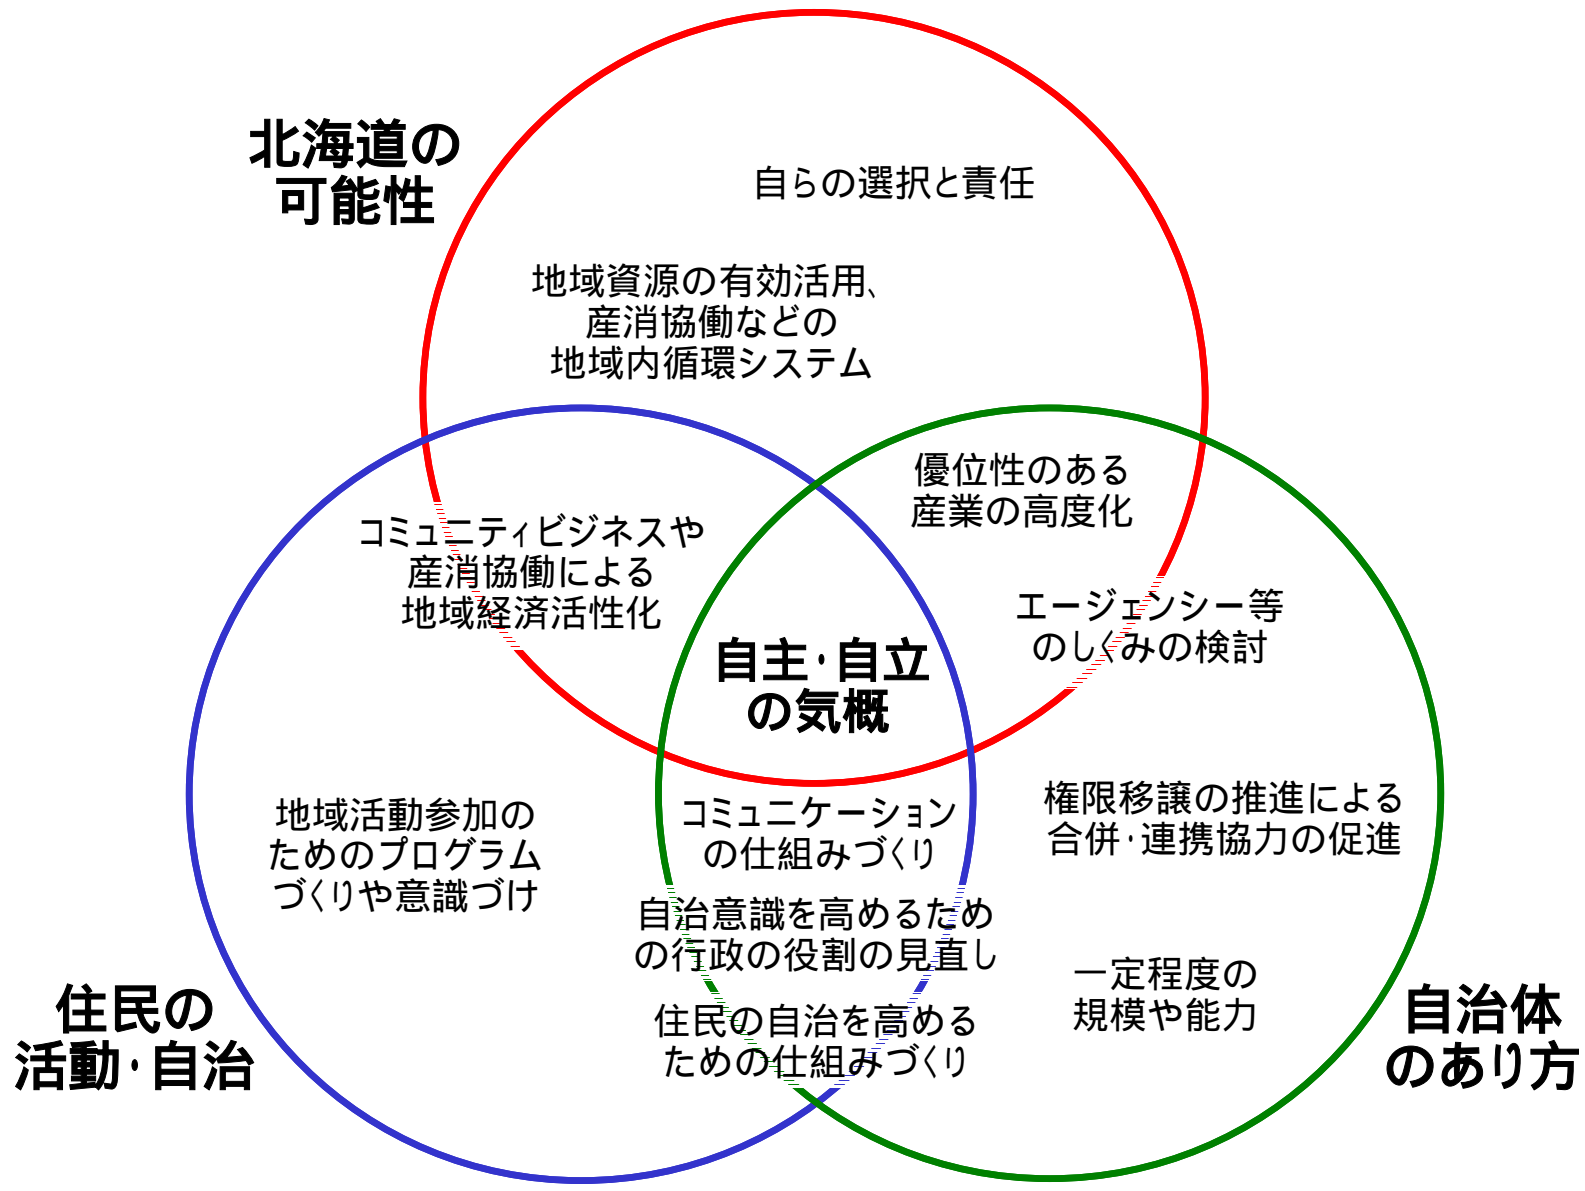 北海道の
可能性
自らの選択と責任
地域資源の有効活用、
産消協働などの
地域内循環システム
優位性のある
産業の高度化
コミュニティビジネスや
産消協働による
地域経済活性化
エージェンシー等
のしくみの検討
自主・自立
の気概
地域活動参加の
ためのプログラム
づくりや意識づけ
コミュニケーション
の仕組みづくり
権限移譲の推進による
合併・連携協力の促進
自治意識を高めるため
の行政の役割の見直し
住民の自治を高める
ための仕組みづくり
一定程度の
規模や能力
住民の
活動・自治
自治体
のあり方